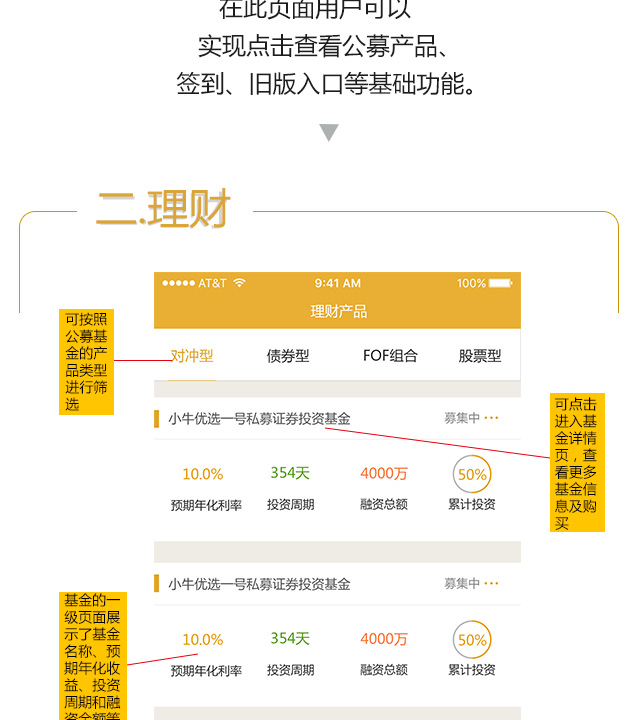 在此页面用户可以
实现点击查看公募产品、
签到、旧版入口等基础功能。
二.理财
AT&T 9:41 AM 100%
理财产品
可按照
公募基
金的产
品类型
进行筛
选
对冲型 债券型 FOF组合 股票型
小牛优选一号私募证券投资基金 募集中
可点击
进入基
金详情
页，查
看更多
基金信
息及购
买
10.0% 354天 4000万 50%
预期年化利率 投资周期 融资总额 累计投资
小牛优选一号私募证券投资基金 募集中
基金的一
级页面展
示了基金
名称、预
期年化收
益、投资
周期和融
资金额等
10.0% 354天 4000万 50%
预期年化利率 投资周期 融资总额 累计投资